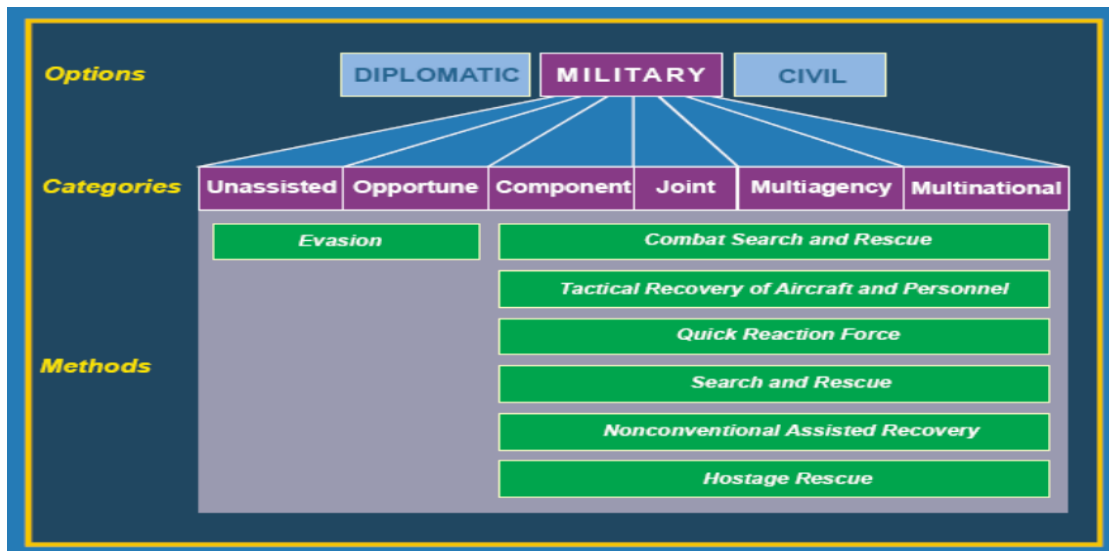 Options
DIPLOMATIC
MILITARY
CIVIL
Categories
Unassisted
Opportune
Component
Joint
Multiagency
Multinational
Methods
Evasion
Combat Search and Rescue
Tactical Recovery of Aircraft and Personnel
Quick Reaction Force
Search and Rescue
Nonconventional Assisted Recovery
Hostage Rescue